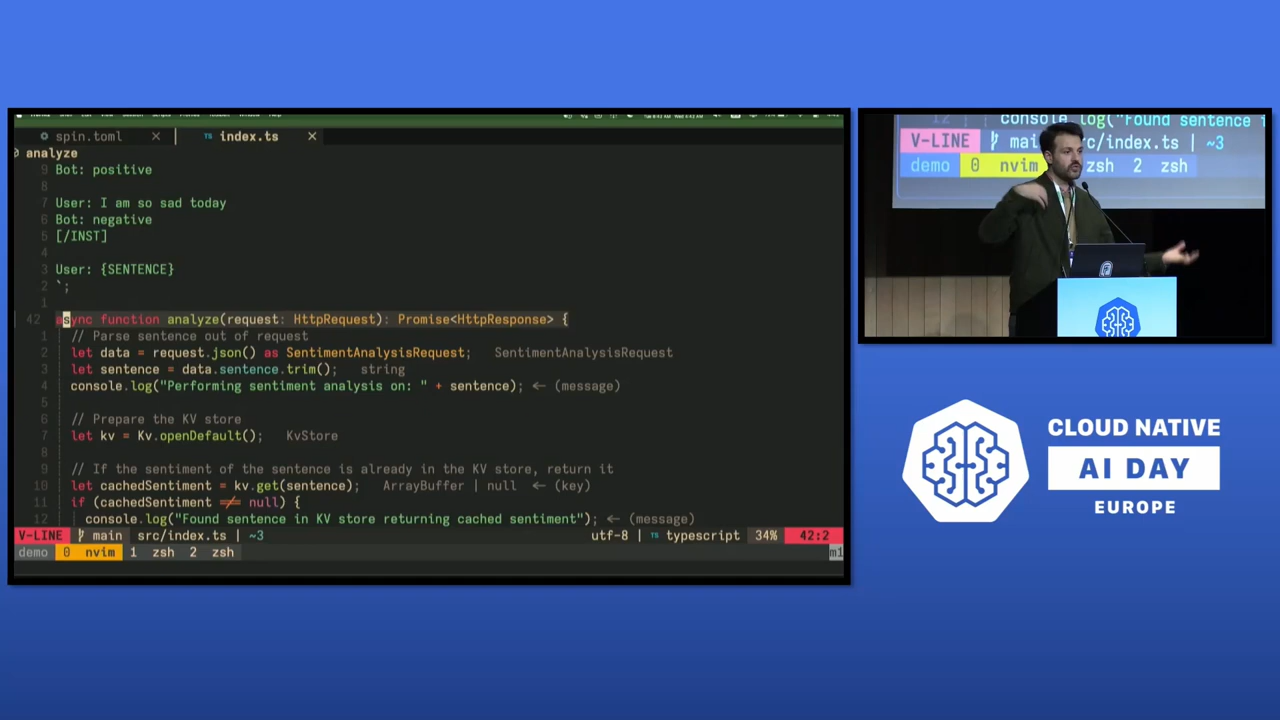 spin.toml × TS index.ts ×
analyze
9 Bot: positive
8
7 User: I am so sad today
6 Bot: negative
5 [/INST]
4
3 User: {SENTENCE}
2 `;
1
42 async function analyze(request: HttpRequest): Promise<HttpResponse> {
1 // Parse sentence out of request
2 let data = request.json() as SentimentAnalysisRequest; SentimentAnalysisRequest
3 let sentence = data.sentence.trim(); string
4 console.log("Performing sentiment analysis on: " + sentence); ← (message)
5
6 // Prepare the KV store
7 let kv = Kv.openDefault(); KvStore
8
9 // If the sentiment of the sentence is already in the KV store, return it
10 let cachedSentiment = kv.get(sentence); ArrayBuffer | null ← (key)
11 if (cachedSentiment ≠ null) {
12 console.log("Found sentence in KV store returning cached sentiment"); ← (message)
V-LINE main src/index.ts | ~3 utf-8 | TS typescript 34% 42:2
demo 0 nvim 1 zsh 2 zsh m1
12 console.log("Found sentence
V-LINE mai src/index.ts | ~3
demo 0 nvim zsh 2 zsh
CLOUD NATIVE
AI DAY
EUROPE